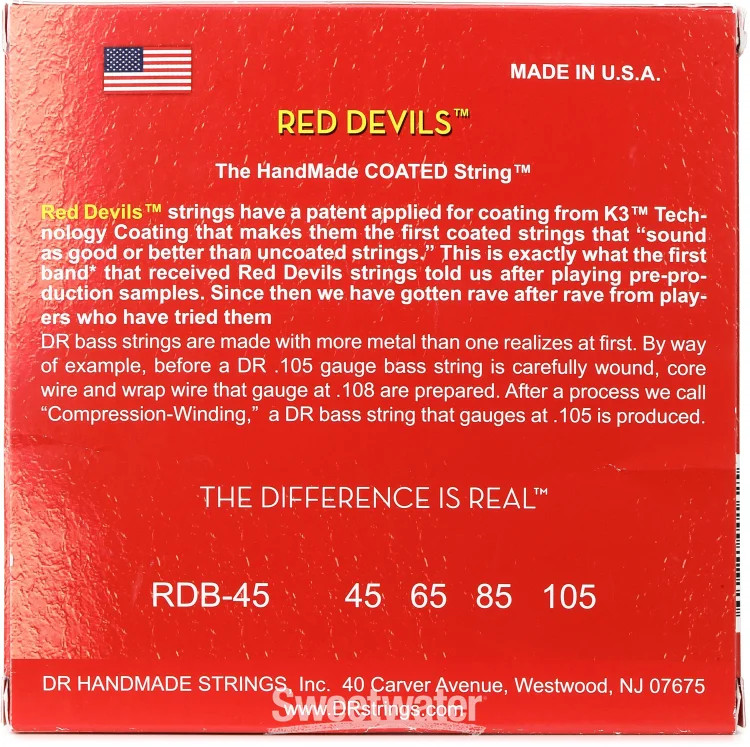 MADE IN U.S.A.
RED DEVILS™
The HandMade COATED String™
Red Devils™ strings have a patent applied for coating from K3™ Tech-
nology Coating that makes them the first coated strings that “sound
as good or better than uncoated strings.” This is exactly what the first
band* that received Red Devils strings told us after playing pre-pro-
duction samples. Since then we have gotten rave after rave from play-
ers who have tried them
DR bass strings are made with more metal than one realizes at first. By way
of example, before a DR .105 gauge bass string is carefully wound, core
wire and wrap wire that gauge at .108 are prepared. After a process we call
“Compression-Winding,” a DR bass string that gauges at .105 is produced.
THE DIFFERENCE IS REAL™
RDB-45 45 65 85 105
DR HANDMADE STRINGS, Inc. 40 Carver Avenue, Westwood, NJ 07675
www.DRstrings.com
Sweetwater